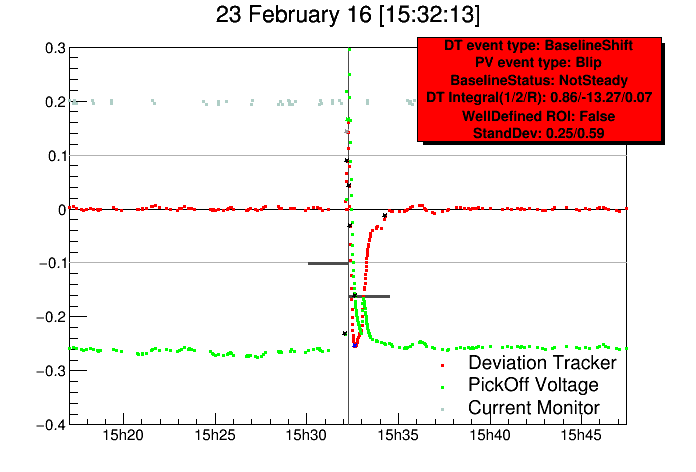 23 February 16 [15:32:13]
DT event type: BaselineShift
PV event type: Blip
BaselineStatus: NotSteady
DT Integral(1/2/R): 0.86/-13.27/0.07
WellDefined ROI: False
StandDev: 0.25/0.59
0.3
0.2
0.1
0
−0.1
−0.2
−0.3
−0.4
Deviation Tracker
PickOff Voltage
Current Monitor
15h20
15h25
15h30
15h35
15h40
15h45